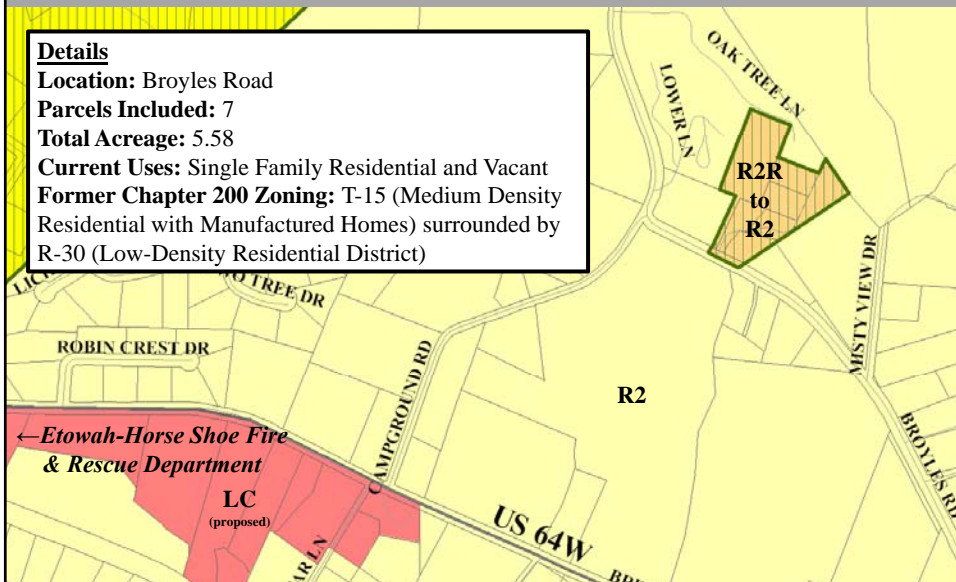 Details
Location: Broyles Road
Parcels Included: 7
Total Acreage: 5.58
Current Uses: Single Family Residential and Vacant
Former Chapter 200 Zoning: T-15 (Medium Density
Residential with Manufactured Homes) surrounded by
R-30 (Low-Density Residential District)
OAK TREE LN
LOWER LN
R2R
to
R2
TREE DR
MISTY VIEW DR
ROBIN CREST DR
CAMPGROUND RD
R2
BROYLES RD
←Etowah-Horse Shoe Fire
& Rescue Department
LC
(proposed)
US 64W
LN